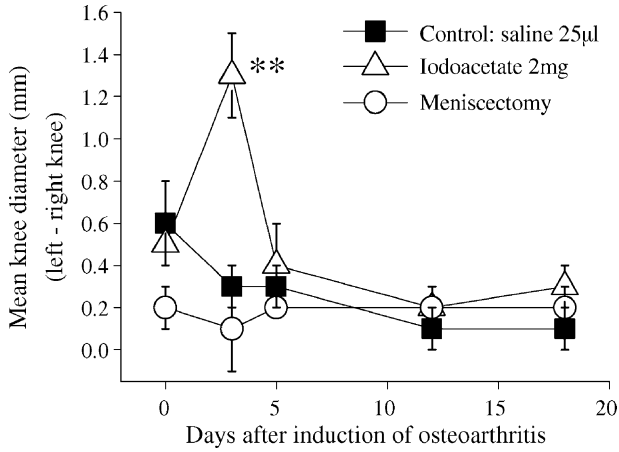 1.6
1.4
1.2
1.0
0.8
0.6
0.4
0.2
0.0
Mean knee diameter (mm)
(left - right knee)
Control: saline 25μl
Iodoacetate 2mg
Meniscectomy
**
0
5
10
15
20
Days after induction of osteoarthritis